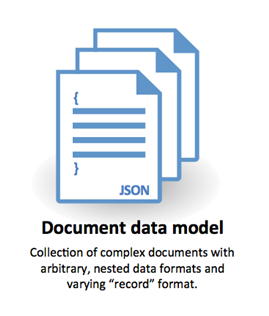 {
}
JSON
Document data model
Collection of complex documents with
arbitrary, nested data formats and
varying “record” format.